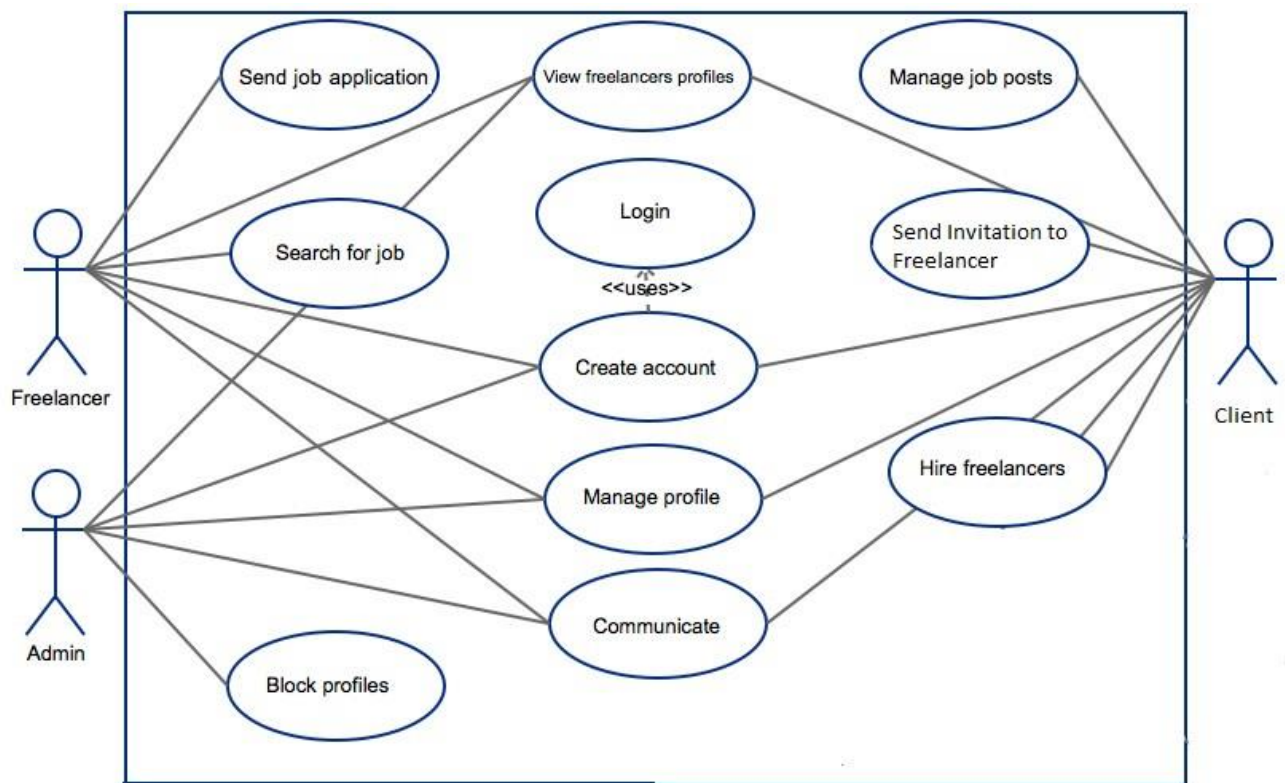 Send job application
View freelancers profiles
Manage job posts
Login
Search for job
Send Invitation to
Freelancer
<<uses>>
Create account
Freelancer
Client
Hire freelancers
Manage profile
Communicate
Admin
Block profiles